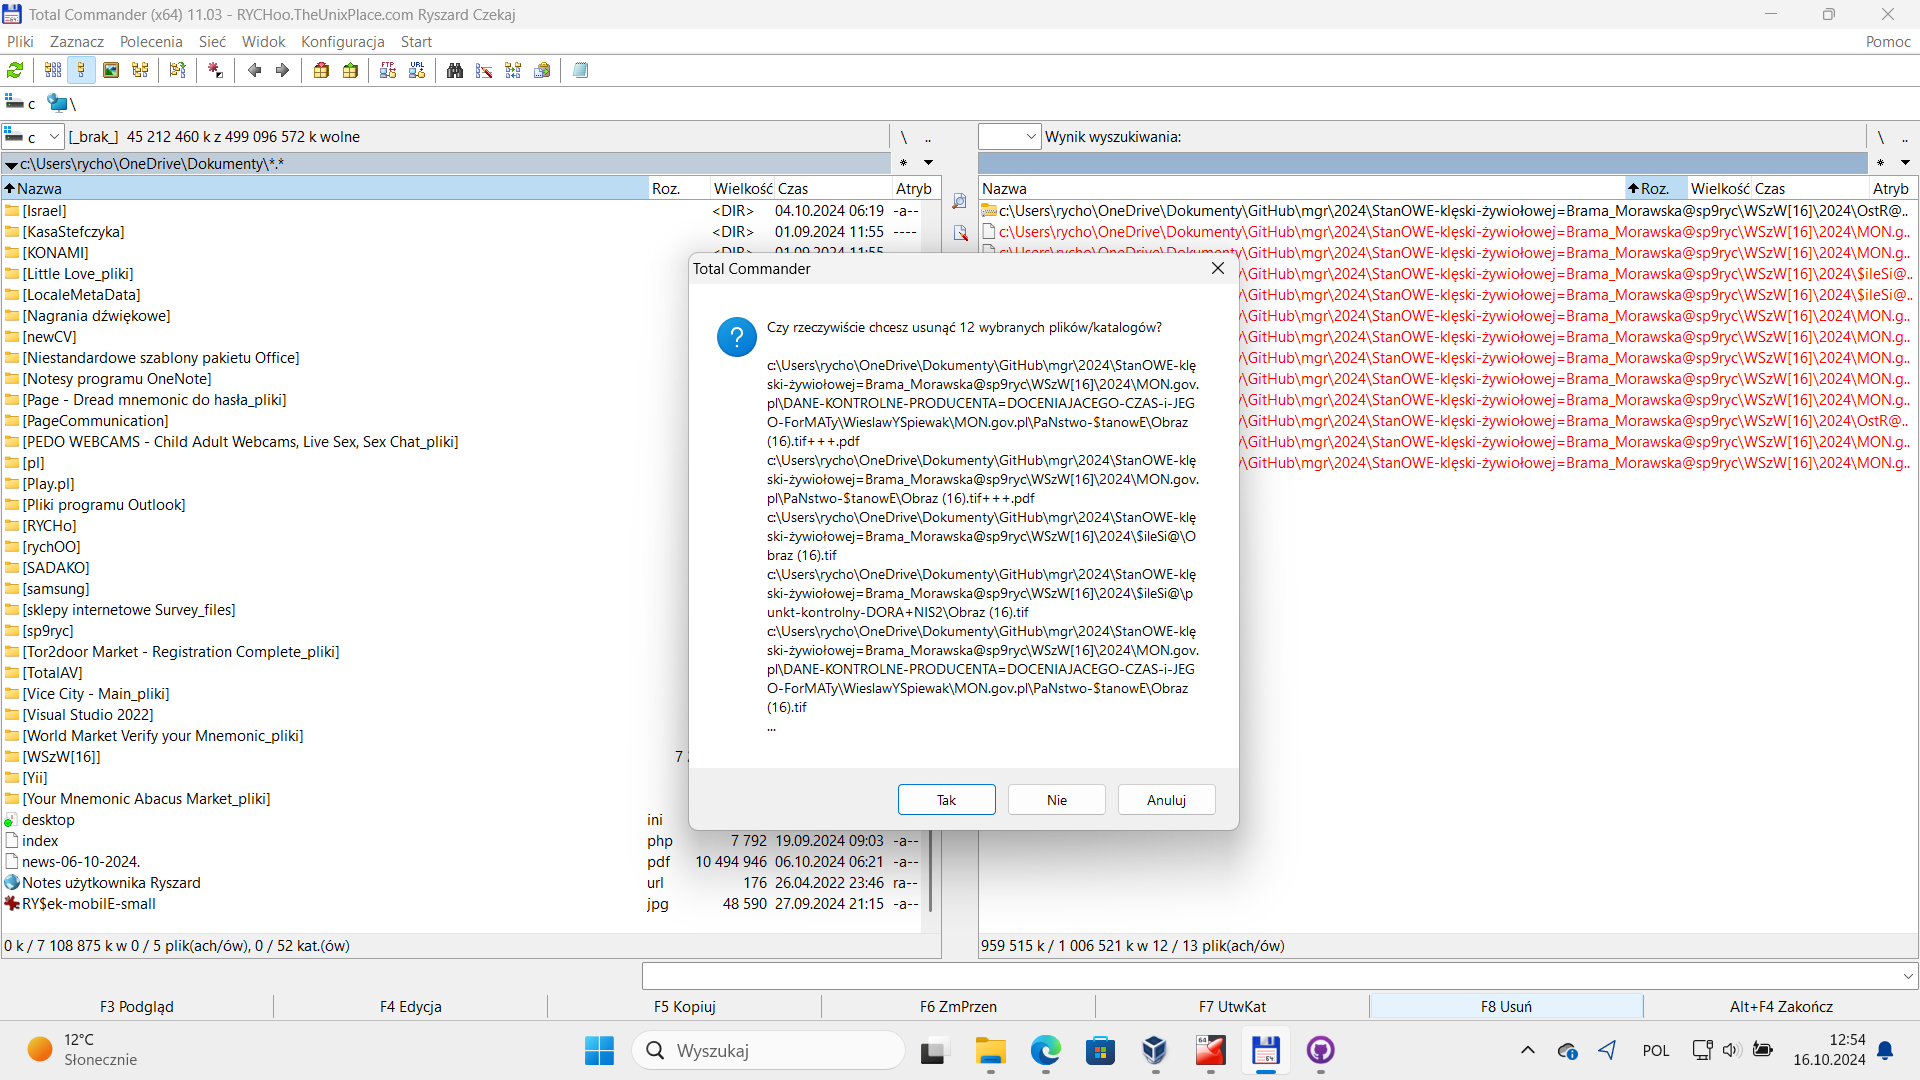 Total Commander (x64) 11.03 - RYCHoo.TheUnixPlace.com Ryszard Czekaj
Pliki Zaznacz Polecenia Sieć Widok Konfiguracja Start Pomoc
c \
c [_brak_] 45 212 460 k z 499 096 572 k wolne \ ..
c:\Users\rycho\OneDrive\Dokumenty\*.* *
Nazwa Roz. Wielkość Czas Atryb
[Israel] <DIR> 04.10.2024 06:19 -a--
[KasaStefczyka] <DIR> 01.09.2024 11:55 ----
[KONAMI] <DIR> 01.09.2024 11:55
[Little Love_pliki]
[LocaleMetaData]
[Nagrania dźwiękowe]
[newCV]
[Niestandardowe szablony pakietu Office]
[Notesy programu OneNote]
[Page - Dread mnemonic do hasła_pliki]
[PageCommunication]
[PEDO WEBCAMS - Child Adult Webcams, Live Sex, Sex Chat_pliki]
[pl]
[Play.pl]
[Pliki programu Outlook]
[RYCHo]
[rychOO]
[SADAKO]
[samsung]
[sklepy internetowe Survey_files]
[sp9ryc]
[Tor2door Market - Registration Complete_pliki]
[TotalAV]
[Vice City - Main_pliki]
[Visual Studio 2022]
[World Market Verify your Mnemonic_pliki]
[WSzW[16]] 7
[Yii]
[Your Mnemonic Abacus Market_pliki]
desktop ini
index php 7 792 19.09.2024 09:03 -a--
news-06-10-2024. pdf 10 494 946 06.10.2024 06:21 -a--
Notes użytkownika Ryszard url 176 26.04.2022 23:46 ra--
RY$ek-mobilE-small jpg 48 590 27.09.2024 21:15 -a--
0 k / 7 108 875 k w 0 / 5 plik(ach/ów), 0 / 52 kat.(ów)
Wynik wyszukiwania: \ ..
*
Nazwa Roz. Wielkość Czas Atryb
c:\Users\rycho\OneDrive\Dokumenty\GitHub\mgr\2024\StanOWE-klęski-żywiołowej=Brama_Morawska@sp9ryc\WSzW[16]\2024\OstR@..
c:\Users\rycho\OneDrive\Dokumenty\GitHub\mgr\2024\StanOWE-klęski-żywiołowej=Brama_Morawska@sp9ryc\WSzW[16]\2024\MON.g..
c:\Users\rycho\OneDrive\Dokumenty\GitHub\mgr\2024\StanOWE-klęski-żywiołowej=Brama_Morawska@sp9ryc\WSzW[16]\2024\MON.g..
\GitHub\mgr\2024\StanOWE-klęski-żywiołowej=Brama_Morawska@sp9ryc\WSzW[16]\2024\$ileSi@..
\GitHub\mgr\2024\StanOWE-klęski-żywiołowej=Brama_Morawska@sp9ryc\WSzW[16]\2024\$ileSi@..
\GitHub\mgr\2024\StanOWE-klęski-żywiołowej=Brama_Morawska@sp9ryc\WSzW[16]\2024\MON.g..
\GitHub\mgr\2024\StanOWE-klęski-żywiołowej=Brama_Morawska@sp9ryc\WSzW[16]\2024\MON.g..
\GitHub\mgr\2024\StanOWE-klęski-żywiołowej=Brama_Morawska@sp9ryc\WSzW[16]\2024\MON.g..
\GitHub\mgr\2024\StanOWE-klęski-żywiołowej=Brama_Morawska@sp9ryc\WSzW[16]\2024\MON.g..
\GitHub\mgr\2024\StanOWE-klęski-żywiołowej=Brama_Morawska@sp9ryc\WSzW[16]\2024\MON.g..
\GitHub\mgr\2024\StanOWE-klęski-żywiołowej=Brama_Morawska@sp9ryc\WSzW[16]\2024\OstR@..
\GitHub\mgr\2024\StanOWE-klęski-żywiołowej=Brama_Morawska@sp9ryc\WSzW[16]\2024\MON.g..
\GitHub\mgr\2024\StanOWE-klęski-żywiołowej=Brama_Morawska@sp9ryc\WSzW[16]\2024\MON.g..
959 515 k / 1 006 521 k w 12 / 13 plik(ach/ów)
Total Commander
Czy rzeczywiście chcesz usunąć 12 wybranych plików/katalogów?
c:\Users\rycho\OneDrive\Dokumenty\GitHub\mgr\2024\StanOWE-klę
ski-żywiołowej=Brama_Morawska@sp9ryc\WSzW[16]\2024\MON.gov.
pl\DANE-KONTROLNE-PRODUCENTA=DOCENIAJACEGO-CZAS-i-JEG
O-ForMATy\WieslawYSpiewak\MON.gov.pl\PaNstwo-$tanowE\Obraz
(16).tif+++.pdf
c:\Users\rycho\OneDrive\Dokumenty\GitHub\mgr\2024\StanOWE-klę
ski-żywiołowej=Brama_Morawska@sp9ryc\WSzW[16]\2024\MON.gov.
pl\PaNstwo-$tanowE\Obraz (16).tif+++.pdf
c:\Users\rycho\OneDrive\Dokumenty\GitHub\mgr\2024\StanOWE-klę
ski-żywiołowej=Brama_Morawska@sp9ryc\WSzW[16]\2024\$ileSi@\O
braz (16).tif
c:\Users\rycho\OneDrive\Dokumenty\GitHub\mgr\2024\StanOWE-klę
ski-żywiołowej=Brama_Morawska@sp9ryc\WSzW[16]\2024\$ileSi@\p
unkt-kontrolny-DORA+NIS2\Obraz (16).tif
c:\Users\rycho\OneDrive\Dokumenty\GitHub\mgr\2024\StanOWE-klę
ski-żywiołowej=Brama_Morawska@sp9ryc\WSzW[16]\2024\MON.gov.
pl\DANE-KONTROLNE-PRODUCENTA=DOCENIAJACEGO-CZAS-i-JEG
O-ForMATy\WieslawYSpiewak\MON.gov.pl\PaNstwo-$tanowE\Obraz
(16).tif
...
Tak Nie Anuluj
F3 Podgląd F4 Edycja F5 Kopiuj F6 ZmPrzen F7 UtwKat F8 Usuń Alt+F4 Zakończ
12°C
Słonecznie
Wyszukaj
POL
12:54
16.10.2024